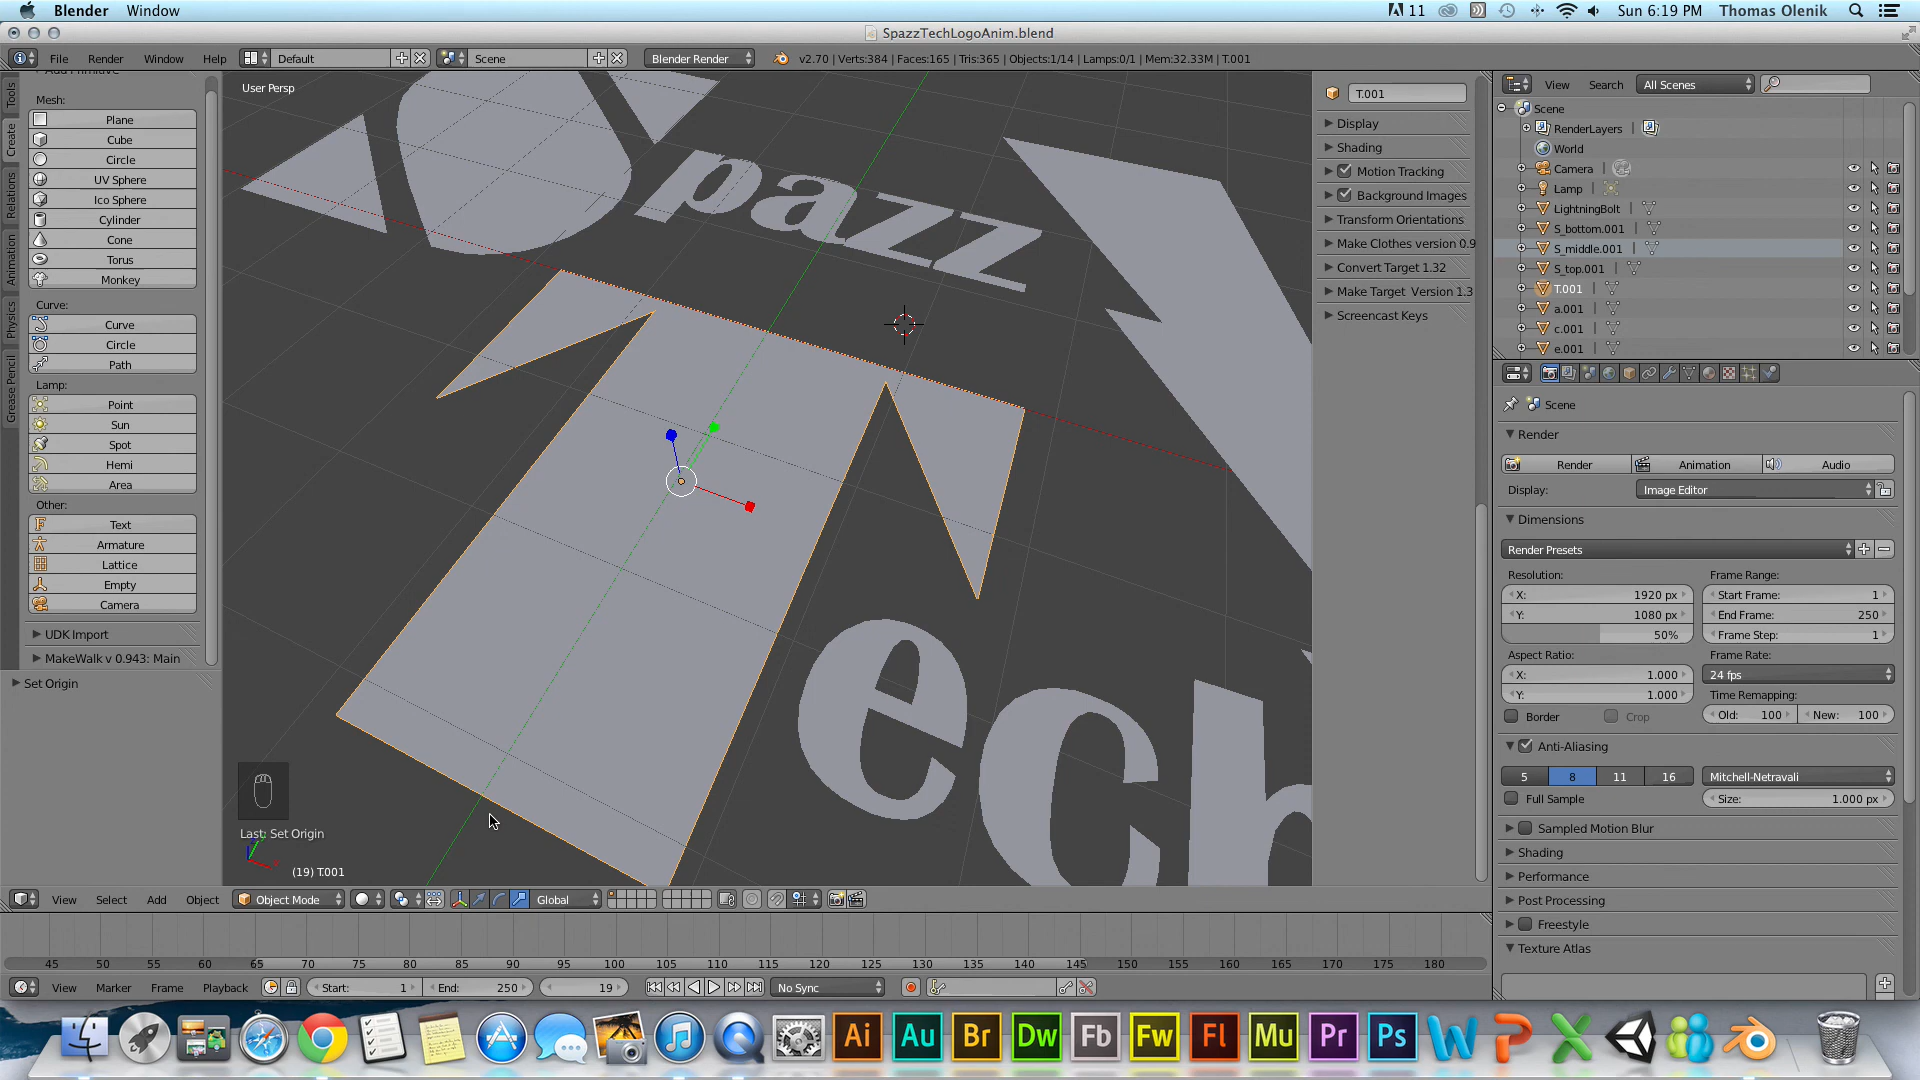 Blender Window
11 Sun 6:19 PM Thomas Olenik
SpazzTechLogoAnim.blend
File Render Window Help Default Scene Blender Render v2.70 | Verts:384 | Faces:165 | Tris:365 | Objects:1/14 | Lamps:0/1 | Mem:32.33M | T.001
Tools
Create
Relations
Animation
Physics
Grease Pencil
Mesh:
Plane
Cube
Circle
UV Sphere
Ico Sphere
Cylinder
Cone
Torus
Monkey
Curve:
Curve
Circle
Path
Lamp:
Point
Sun
Spot
Hemi
Area
Other:
Text
Armature
Lattice
Empty
Camera
UDK Import
MakeWalk v 0.943: Main
Set Origin
User Persp
pazz
T
ech
Last: Set Origin
(19) T.001
T.001
Display
Shading
Motion Tracking
Background Images
Transform Orientations
Make Clothes version 0.9
Convert Target 1.32
Make Target Version 1.3
Screencast Keys
View Search All Scenes
Scene
RenderLayers
World
Camera
Lamp
LightningBolt
S_bottom.001
S_middle.001
S_top.001
T.001
a.001
c.001
e.001
Scene
Render
Render Animation Audio
Display: Image Editor
Dimensions
Render Presets
Resolution: Frame Range:
X: 1920 px Start Frame: 1
Y: 1080 px End Frame: 250
50% Frame Step: 1
Aspect Ratio: Frame Rate:
X: 1.000 24 fps
Y: 1.000 Time Remapping:
Border Crop Old: 100 New: 100
Anti-Aliasing
5 8 11 16 Mitchell-Netravali
Full Sample Size: 1.000 px
Sampled Motion Blur
Shading
Performance
Post Processing
Freestyle
Texture Atlas
View Select Add Object Object Mode Global
45 50 55 60 65 70 75 80 85 90 95 100 105 110 115 120 125 130 135 140 145 150 155 160 165 170 175 180
View Marker Frame Playback Start: 1 End: 250 19 No Sync
Ai Au Br Dw Fb Fw Fl Mu Pr Ps W P X